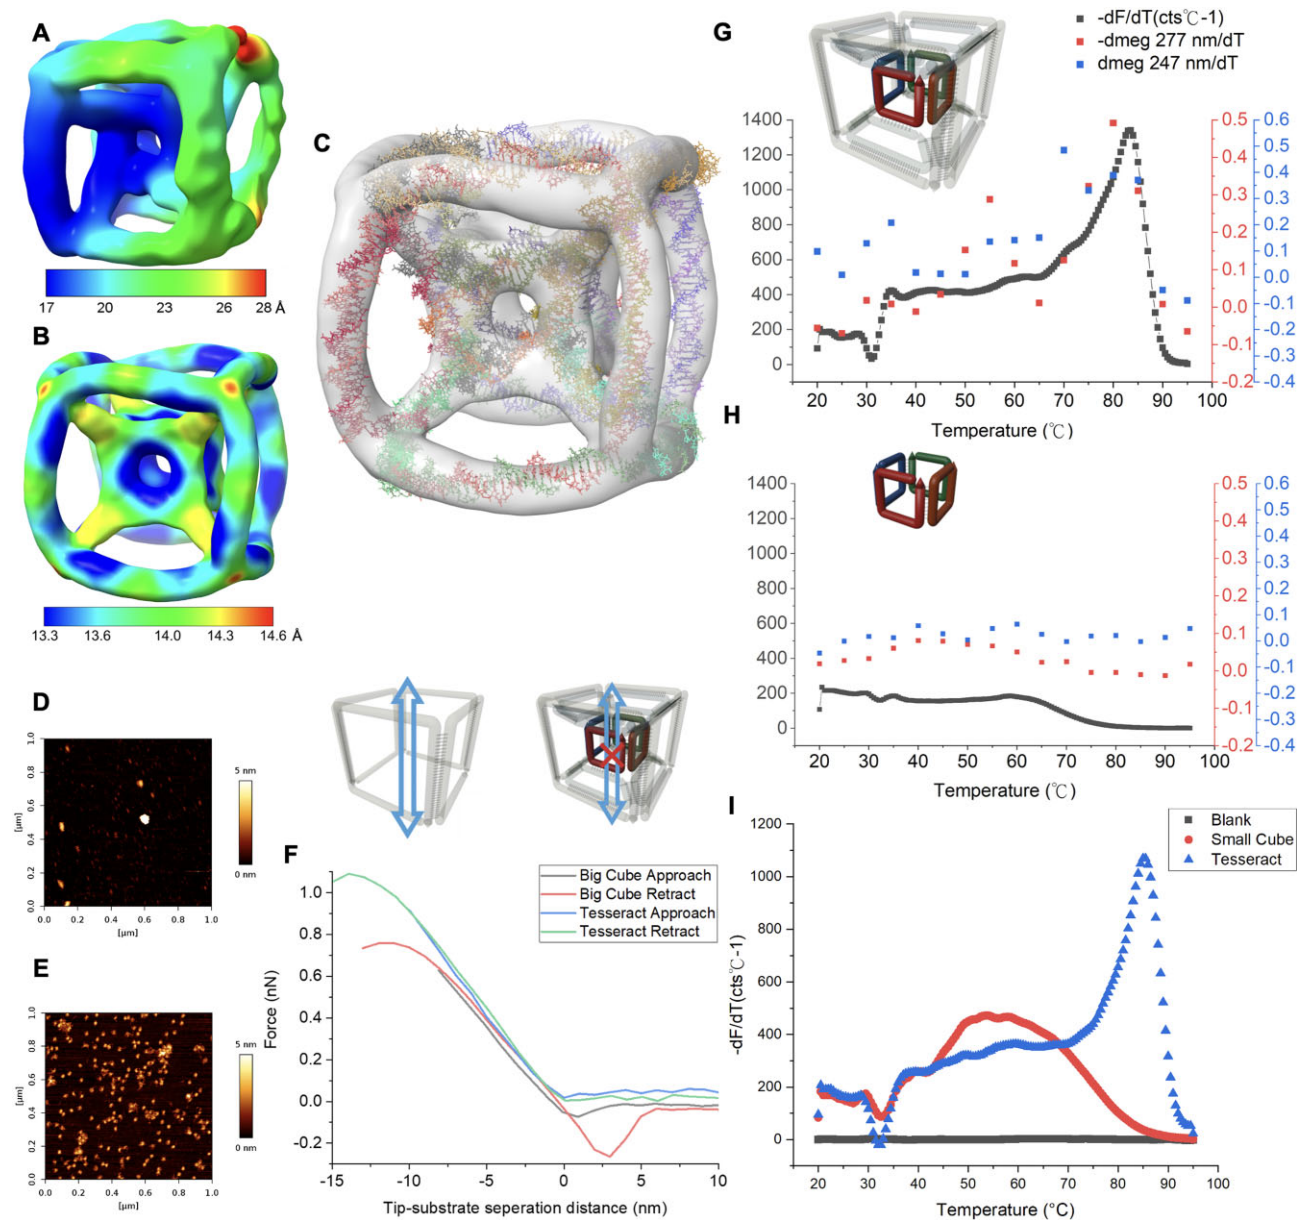 A
17 20 23 26 28 Å
B
13.3 13.6 14.0 14.3 14.6 Å
C
D
1.0
0.8
0.6
0.4
0.2
0.0
[µm]
0.0 0.2 0.4 0.6 0.8 1.0
[µm]
5 nm
0 nm
E
1.0
0.8
0.6
0.4
0.2
0.0
[µm]
0.0 0.2 0.4 0.6 0.8 1.0
[µm]
5 nm
0 nm
F
Big Cube Approach
Big Cube Retract
Tesseract Approach
Tesseract Retract
1.0
0.8
0.6
0.4
0.2
0.0
-0.2
Force (nN)
-15 -10 -5 0 5 10
Tip-substrate seperation distance (nm)
G
-dF/dT(cts℃-1)
-dmeg 277 nm/dT
dmeg 247 nm/dT
1400
1200
1000
800
600
400
200
0
0.5
0.4
0.3
0.2
0.1
0.0
-0.1
-0.2
0.6
0.5
0.4
0.3
0.2
0.1
0.0
-0.1
-0.2
-0.3
-0.4
20 30 40 50 60 70 80 90 100
Temperature (℃)
H
1400
1200
1000
800
600
400
200
0
0.5
0.4
0.3
0.2
0.1
0.0
-0.1
-0.2
0.6
0.5
0.4
0.3
0.2
0.1
0.0
-0.1
-0.2
-0.3
-0.4
20 30 40 50 60 70 80 90 100
Temperature (℃)
I
Blank
Small Cube
Tesseract
1200
1000
800
600
400
200
0
-dF/dT(cts℃-1)
20 30 40 50 60 70 80 90 100
Temperature (°C)